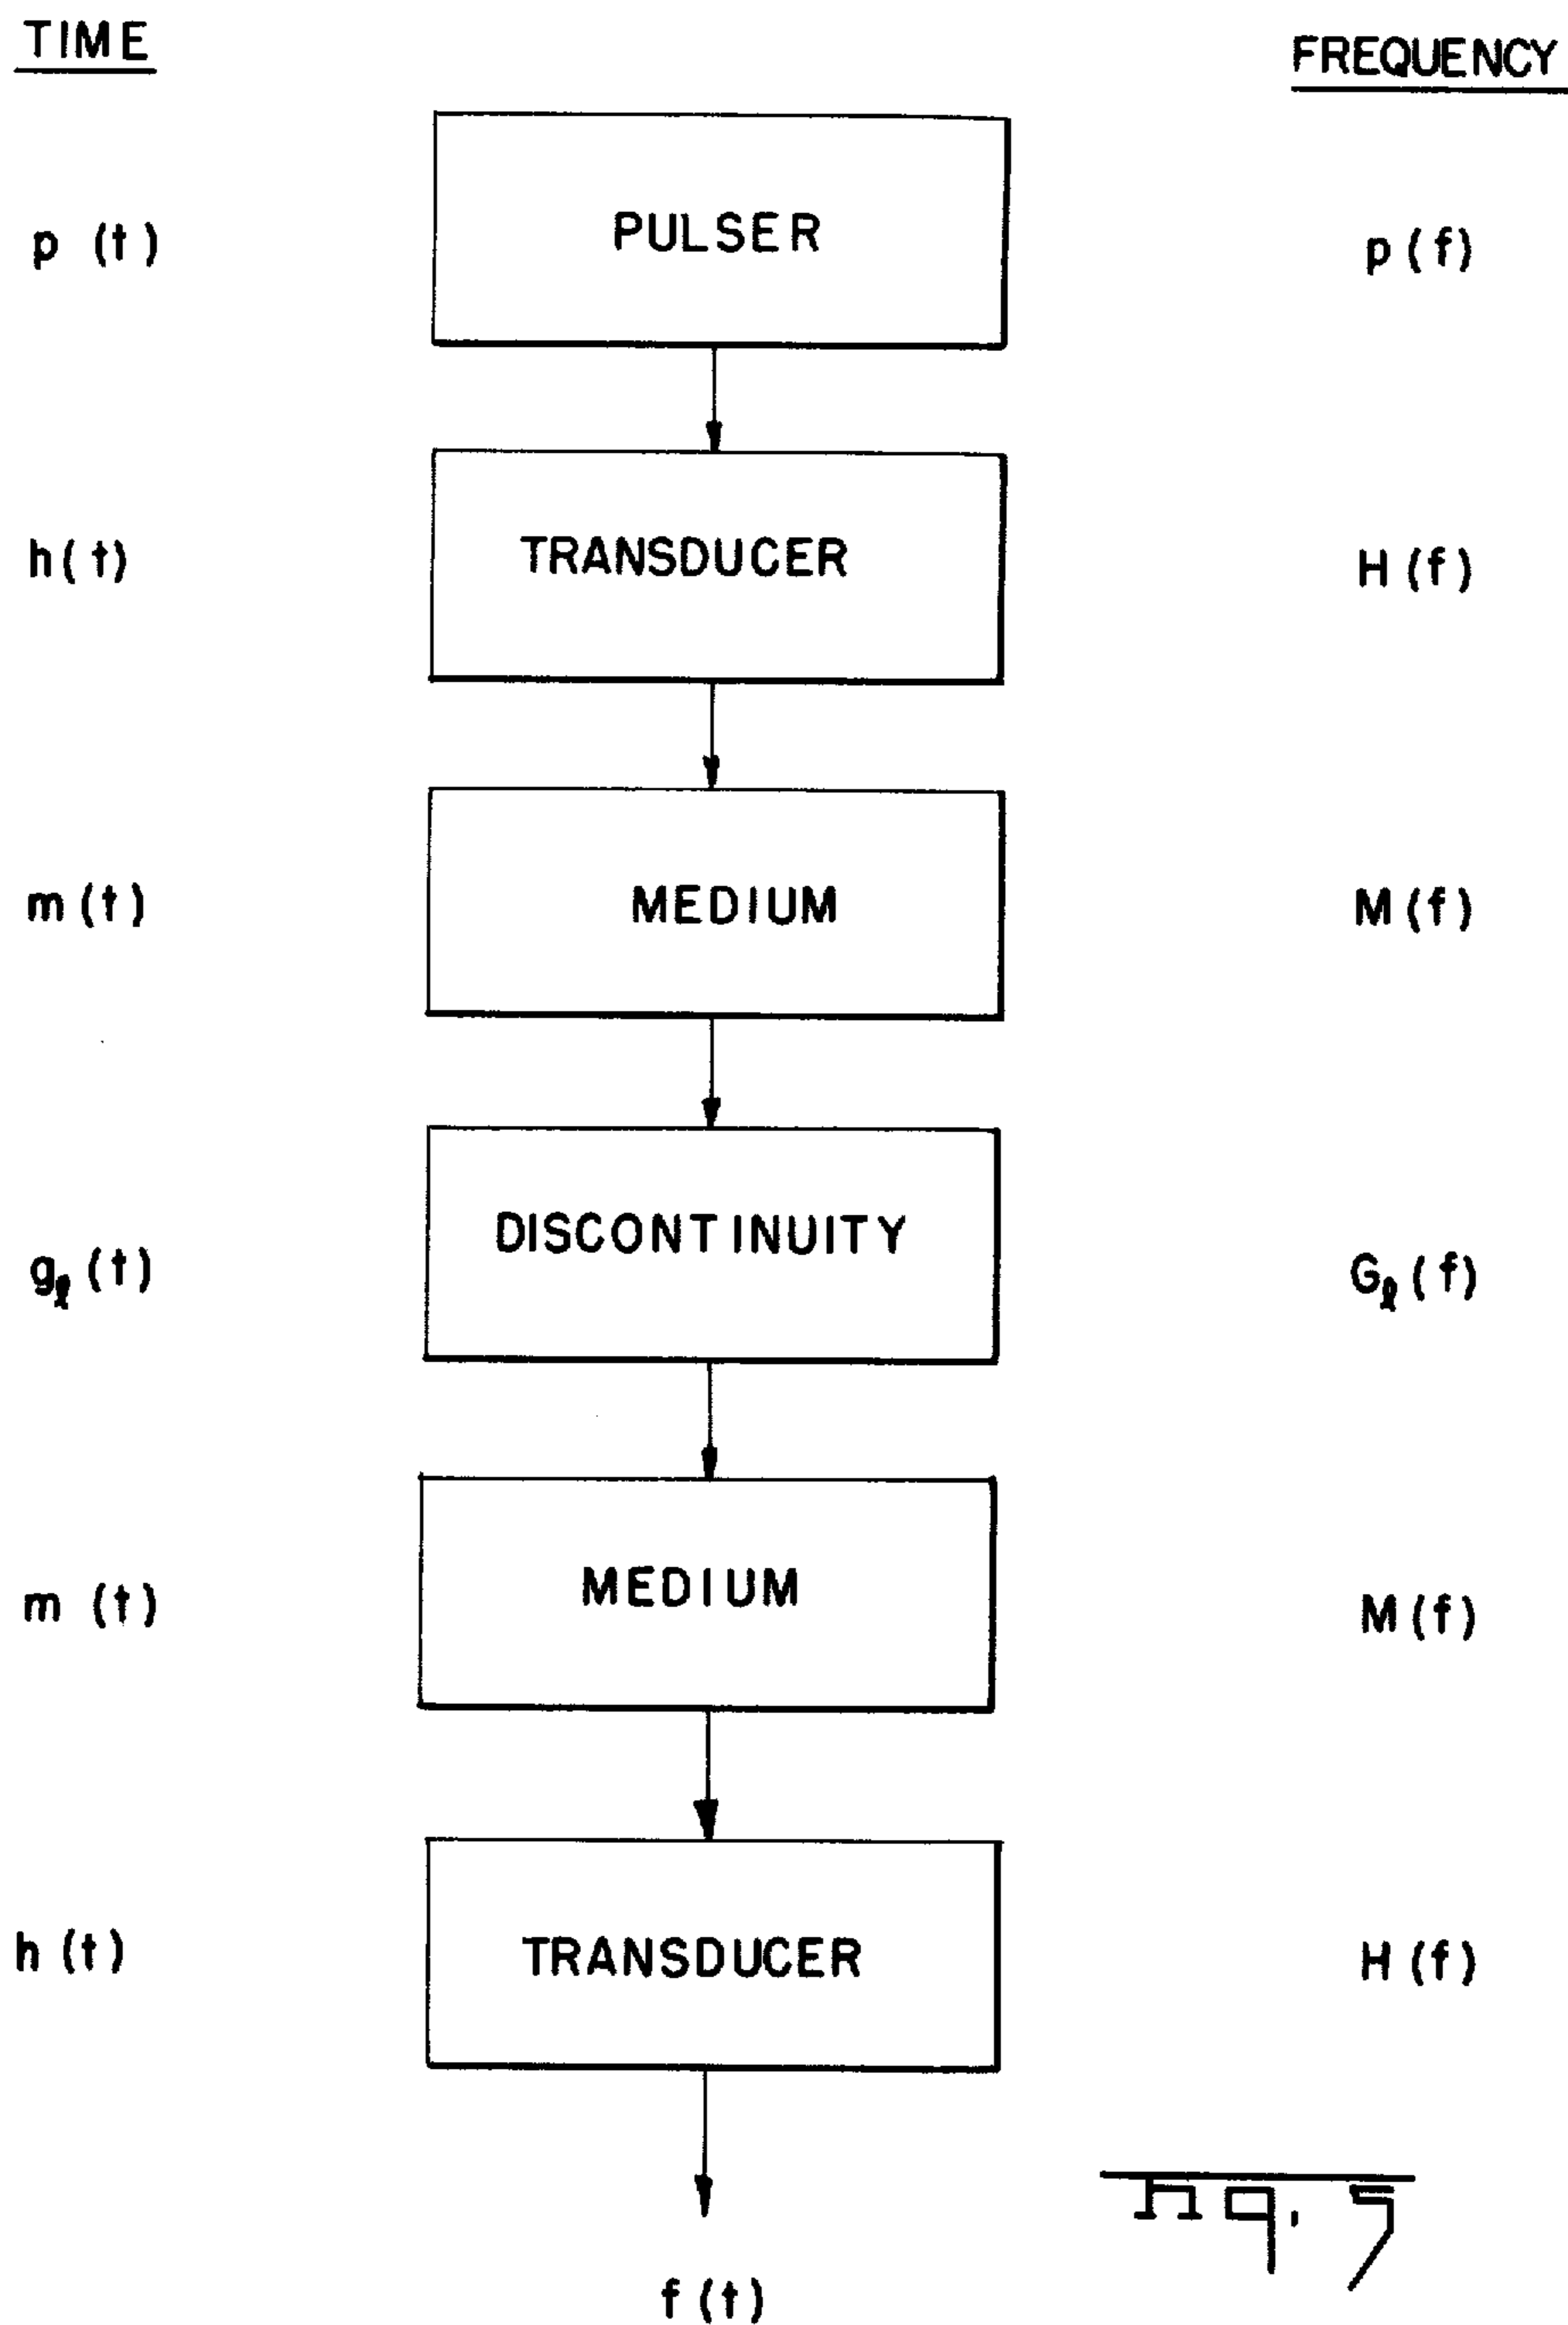 TIME
FREQUENCY
PULSER
p (t)
p (f)
TRANSDUCER
h (t)
H (f)
MEDIUM
m (t)
M (f)
DISCONTINUITY
gℓ (t)
Gℓ (f)
MEDIUM
m (t)
M (f)
TRANSDUCER
h (t)
H (f)
f (t)